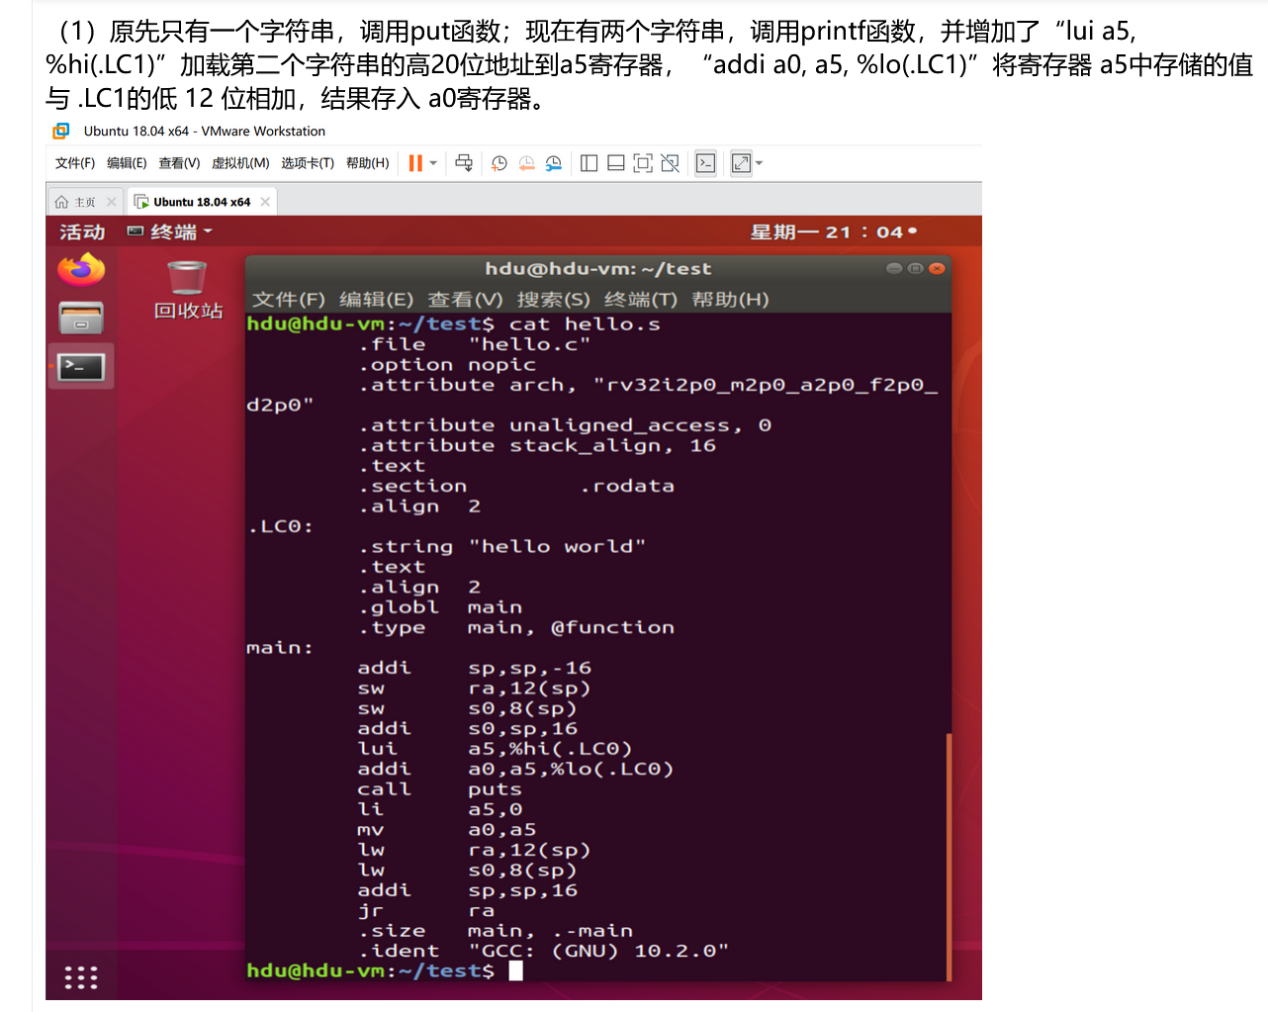 （1）原先只有一个字符串，调用put函数；现在有两个字符串，调用printf函数，并增加了“lui a5,
%hi(.LC1)”加载第二个字符串的高20位地址到a5寄存器，“addi a0, a5, %lo(.LC1)”将寄存器 a5中存储的值
与 .LC1的低 12 位相加，结果存入 a0寄存器。
Ubuntu 18.04 x64 - VMware Workstation
文件(F) 编辑(E) 查看(V) 虚拟机(M) 选项卡(T) 帮助(H)
主页 Ubuntu 18.04 x64
活动 终端 星期一 21：04
hdu@hdu-vm: ~/test
回收站
文件(F) 编辑(E) 查看(V) 搜索(S) 终端(T) 帮助(H)
hdu@hdu-vm:~/test$ cat hello.s
.file "hello.c"
.option nopic
.attribute arch, "rv32i2p0_m2p0_a2p0_f2p0_
d2p0"
.attribute unaligned_access, 0
.attribute stack_align, 16
.text
.section .rodata
.align 2
.LC0:
.string "hello world"
.text
.align 2
.globl main
.type main, @function
main:
addi sp,sp,-16
sw ra,12(sp)
sw s0,8(sp)
addi s0,sp,16
lui a5,%hi(.LC0)
addi a0,a5,%lo(.LC0)
call puts
li a5,0
mv a0,a5
lw ra,12(sp)
lw s0,8(sp)
addi sp,sp,16
jr ra
.size main, .-main
.ident "GCC: (GNU) 10.2.0"
hdu@hdu-vm:~/test$